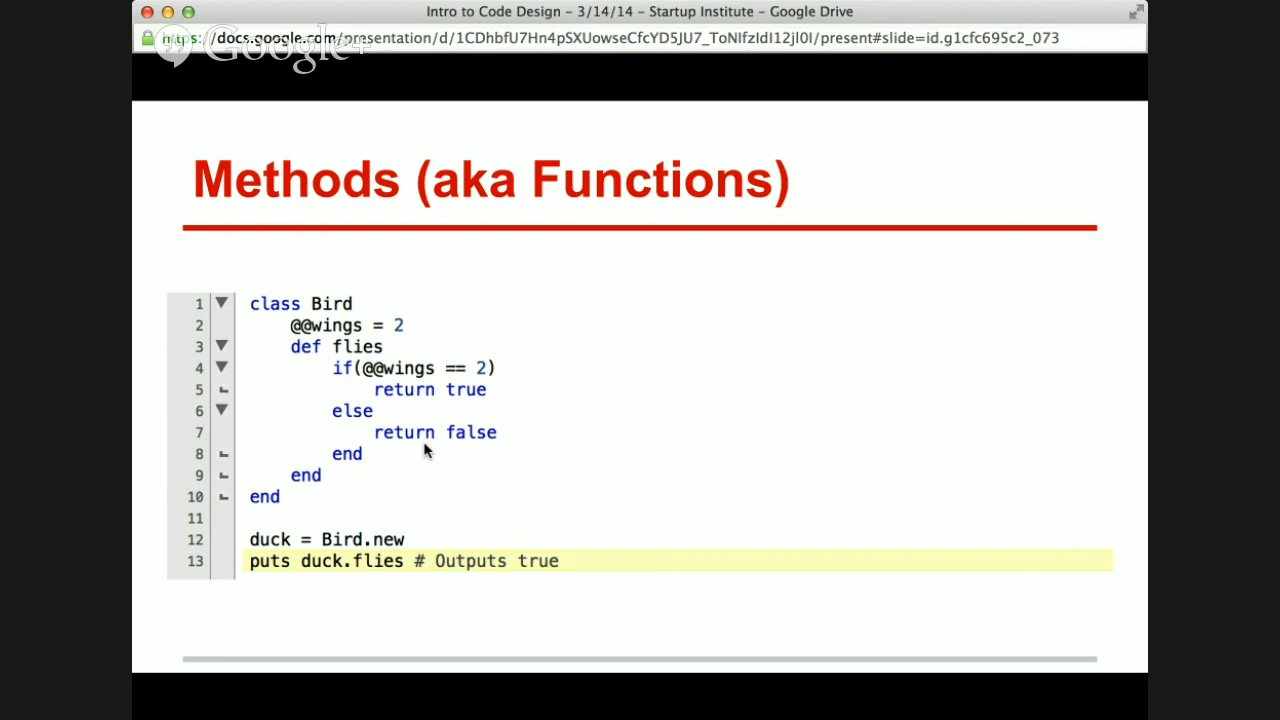 Intro to Code Design – 3/14/14 – Startup Institute – Google Drive
https://docs.google.com/presentation/d/1CDhbfU7Hn4pSXUowseCfcYD5JU7_ToNIfzIdI12jl0I/present#slide=id.g1cfc695c2_073
Google+
Methods (aka Functions)
1 class Bird
2 @@wings = 2
3 def flies
4 if(@@wings == 2)
5 return true
6 else
7 return false
8 end
9 end
10 end
11
12 duck = Bird.new
13 puts duck.flies # Outputs true